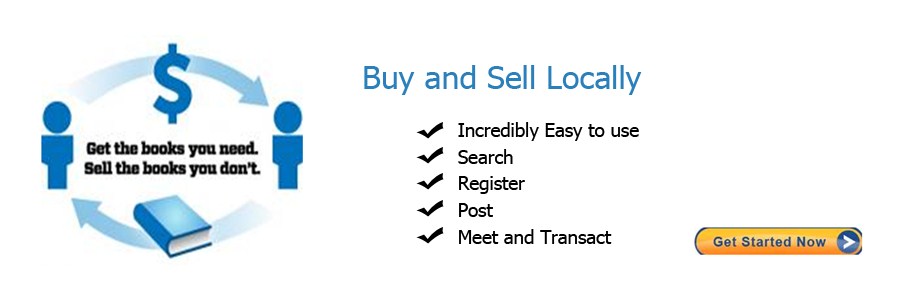 $
Get the books you need.
Sell the books you don't.
Buy and Sell Locally
Incredibly Easy to use
Search
Register
Post
Meet and Transact
Get Started Now